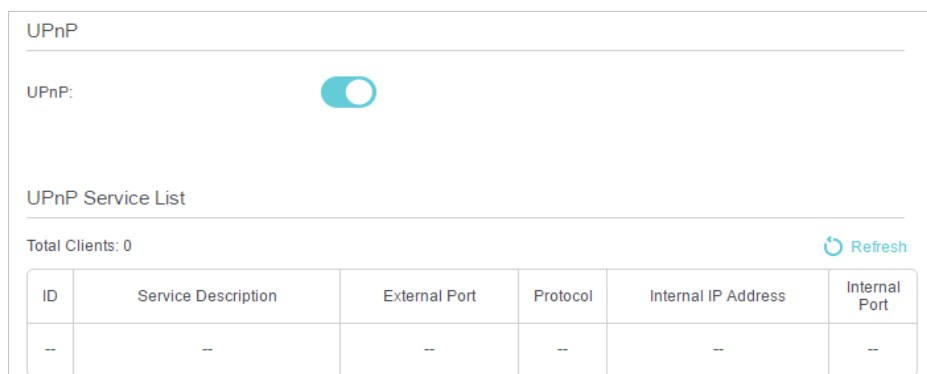 UPnP
UPnP:
UPnP Service List
Total Clients: 0
Refresh
ID Service Description External Port Protocol Internal IP Address Internal Port
-- -- -- -- -- --